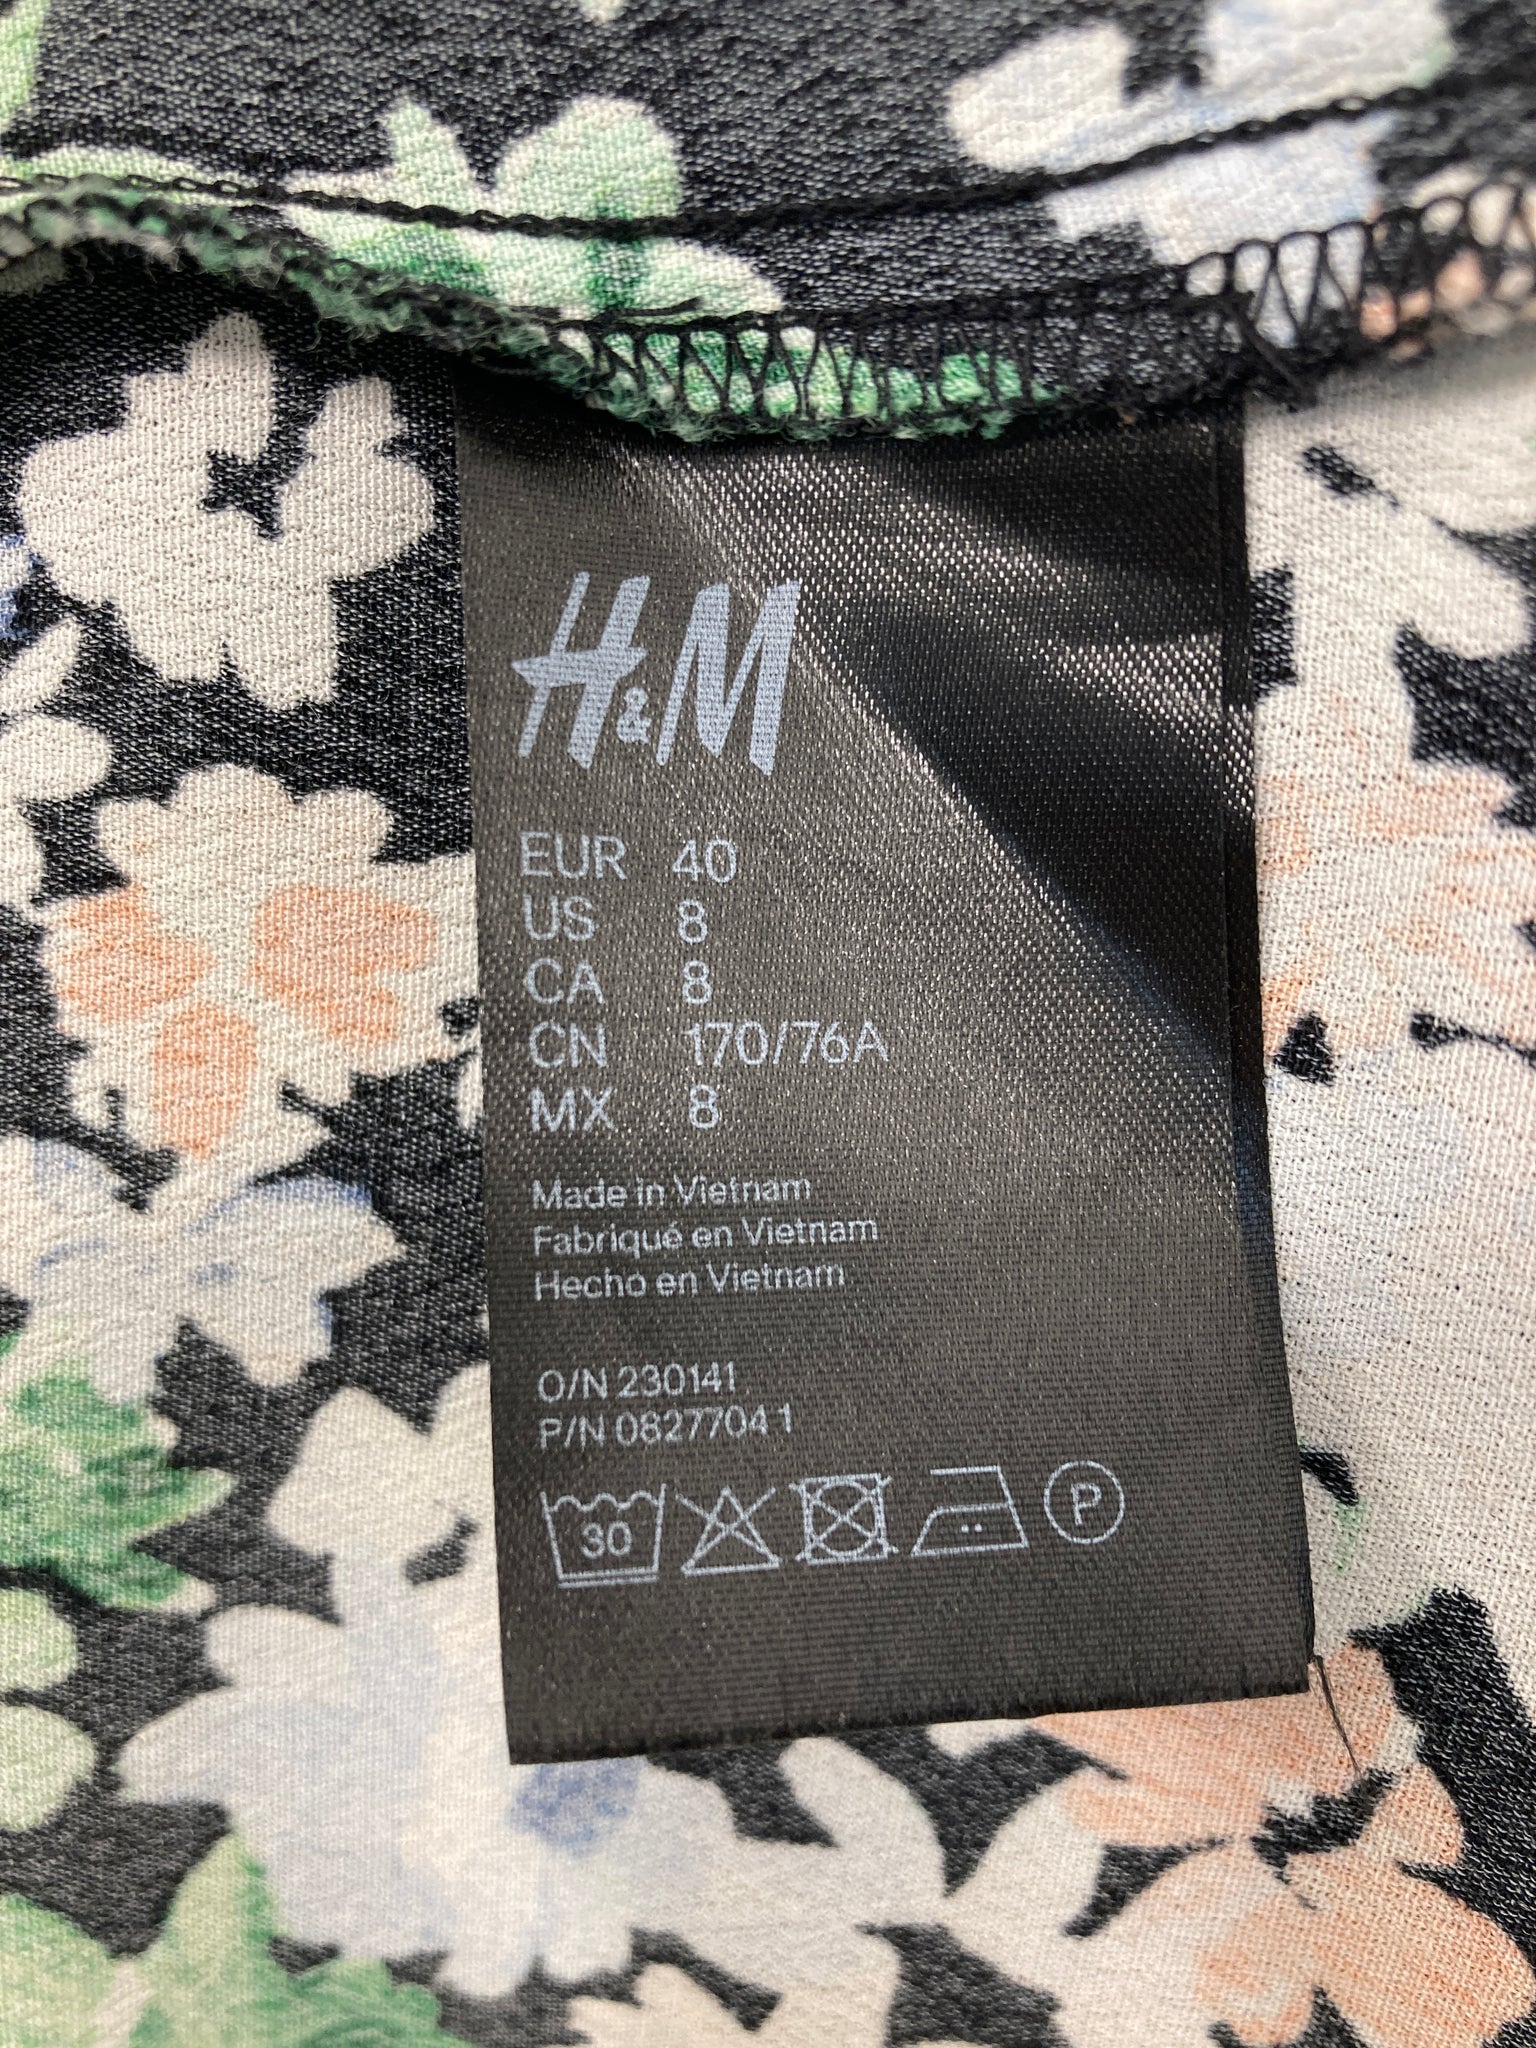 H&M
EUR 40
US 8
CA 8
CN 170/76A
MX 8
Made in Vietnam
Fabriqué en Vietnam
Hecho en Vietnam
O/N 230141
P/N 0827704 1
30
P